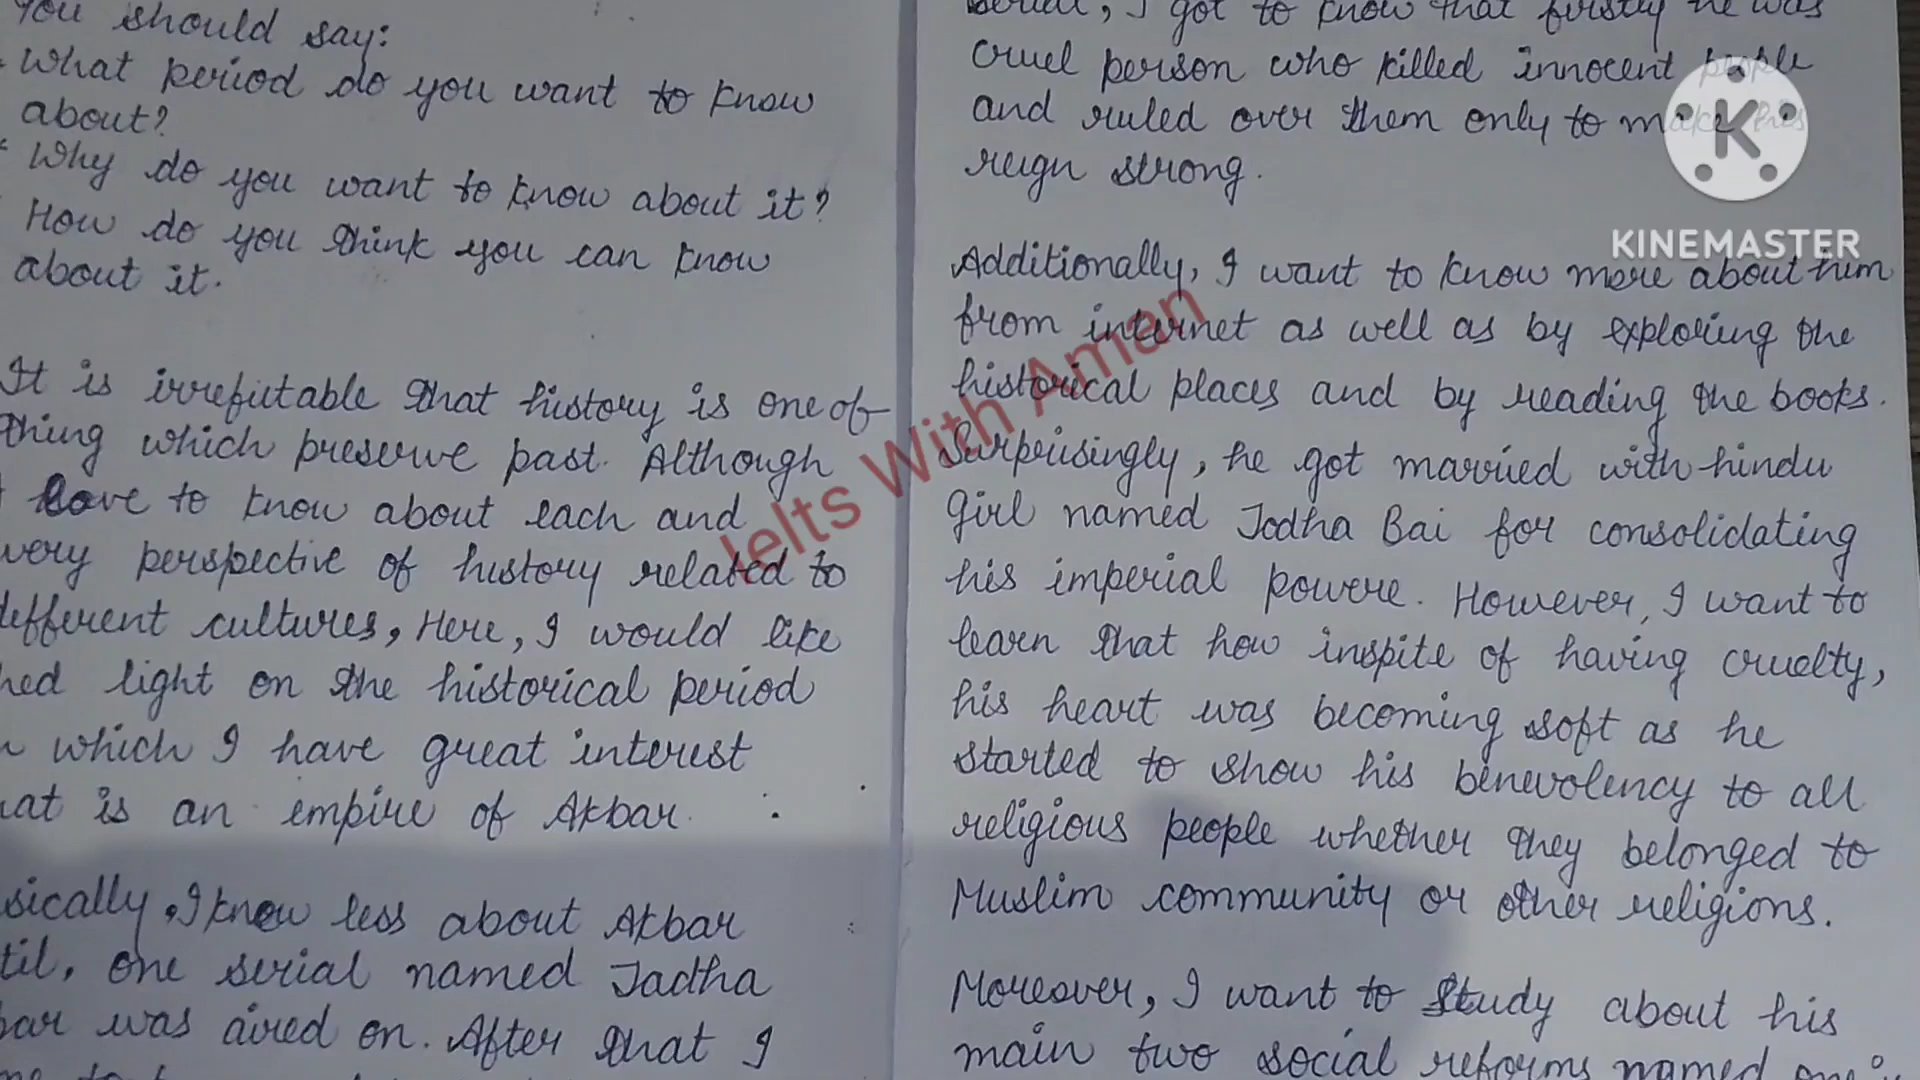 You should say:
What period do you want to know
about?
Why do you want to know about it?
How do you think you can know
about it.
It is irrefutable that history is one of
thing which preserve past. Although
love to know about each and
very perspective of history related to
different cultures, Here, I would like
hed light on the historical period
which I have great interest
hat is an empire of Akbar.
sically, I know less about Akbar
til, one serial named Jadha
bar was aired on. After that I
serial, I got to know that firstly he was
cruel person who killed innocent people
and ruled over them only to make his
reign strong.
Additionally, I want to know more about him
from internet as well as by exploring the
historical places and by reading the books.
Surprisingly, he got married with hindu
girl named Jodha Bai for consolidating
his imperial powere. However, I want to
learn that how inspite of having cruelty,
his heart was becoming soft as he
started to show his benevolency to all
religious people whether they belonged to
Muslim community or other religions.
Moreover, I want to study about his
main two social reforms named one
Ielts With Aman
K
KINEMASTER